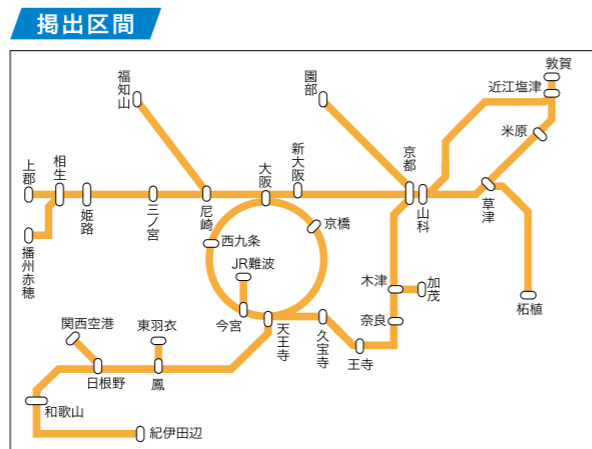 掲出区間
敦賀
近江塩津
福知山
園部
米原
上郡
相生
姫路
三ノ宮
尼崎
大阪
新大阪
京都
山科
草津
京橋
西九条
播州赤穂
JR難波
木津
加茂
柘植
今宮
天王寺
久宝寺
奈良
王寺
関西空港
東羽衣
日根野
鳳
和歌山
紀伊田辺